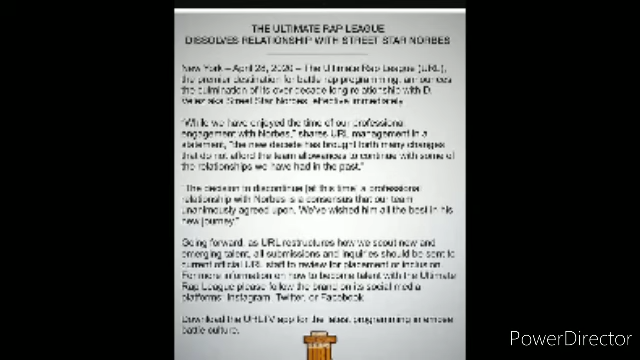 THE ULTIMATE RAP LEAGUE
DISSOLVES RELATIONSHIP WITH STREET STAR NORBES
New York – April 28, 2020 – The Ultimate Rap League (URL),
the premier destination for battle rap programming, announces
the culmination of its over decade long relationship with D.
Velez aka Street Star Norbes, effective immediately.
"While we have enjoyed the time of our professional
engagement with Norbes," shares URL management in a
statement, "the new decade has brought forth many changes
that do not afford the team allowances to continue with some of
the relationships we have had in the past."
"The decision to discontinue [at this time] a professional
relationship with Norbes is a consensus that our team
unanimously agreed upon. We've wished him all the best in his
new journey."
Going forward, as URL restructures how we scout new and
emerging talent, all submissions and inquiries should be sent to
current official URL staff to review for placement or inclusion.
For more information on how to become talent with the Ultimate
Rap League please follow the brand on its social media
platforms: Instagram, Twitter, or Facebook.
Download the URLTV app for the latest programming in
battle culture.
PowerDirector